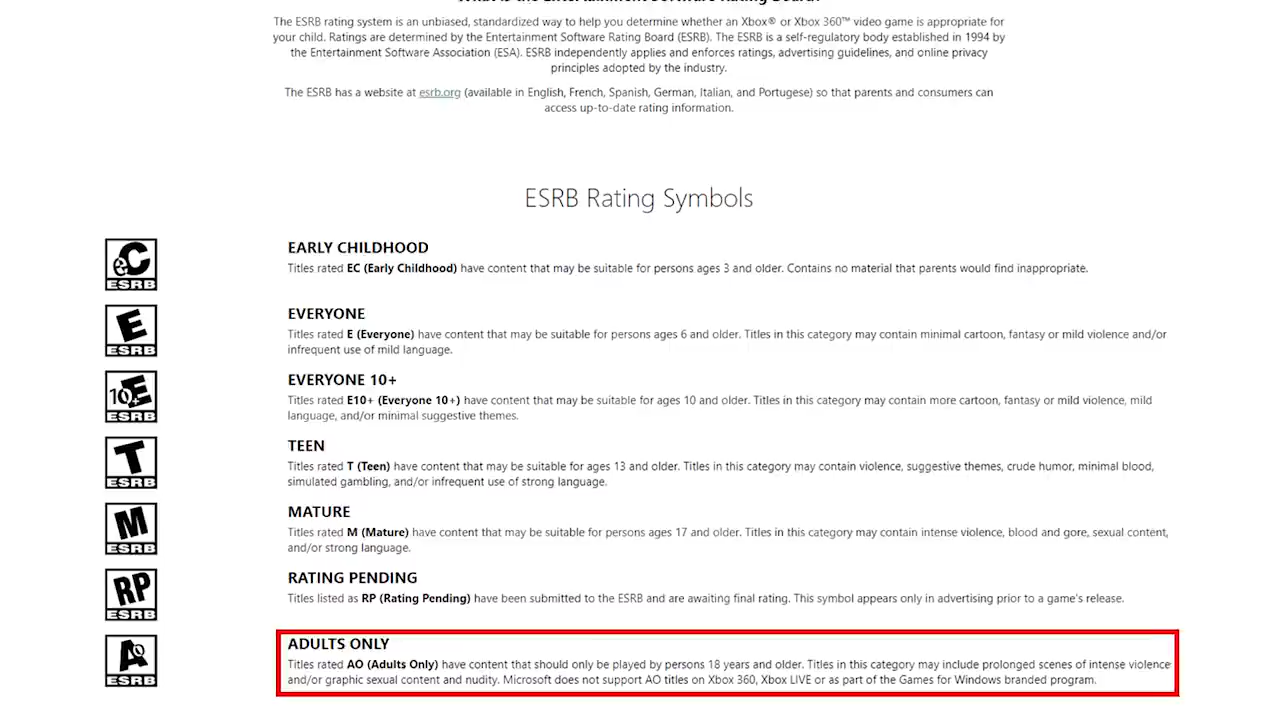 What is the Entertainment Software Rating Board?
The ESRB rating system is an unbiased, standardized way to help you determine whether an Xbox® or Xbox 360™ video game is appropriate for
your child. Ratings are determined by the Entertainment Software Rating Board (ESRB). The ESRB is a self-regulatory body established in 1994 by
the Entertainment Software Association (ESA). ESRB independently applies and enforces ratings, advertising guidelines, and online privacy
principles adopted by the industry.
The ESRB has a website at esrb.org (available in English, French, Spanish, German, Italian, and Portugese) so that parents and consumers can
access up-to-date rating information.
ESRB Rating Symbols
eC
ESRB
EARLY CHILDHOOD
Titles rated EC (Early Childhood) have content that may be suitable for persons ages 3 and older. Contains no material that parents would find inappropriate.
E
ESRB
EVERYONE
Titles rated E (Everyone) have content that may be suitable for persons ages 6 and older. Titles in this category may contain minimal cartoon, fantasy or mild violence and/or
infrequent use of mild language.
E
10+
ESRB
EVERYONE 10+
Titles rated E10+ (Everyone 10+) have content that may be suitable for ages 10 and older. Titles in this category may contain more cartoon, fantasy or mild violence, mild
language, and/or minimal suggestive themes.
T
ESRB
TEEN
Titles rated T (Teen) have content that may be suitable for ages 13 and older. Titles in this category may contain violence, suggestive themes, crude humor, minimal blood,
simulated gambling, and/or infrequent use of strong language.
M
ESRB
MATURE
Titles rated M (Mature) have content that may be suitable for persons ages 17 and older. Titles in this category may contain intense violence, blood and gore, sexual content,
and/or strong language.
RP
ESRB
RATING PENDING
Titles listed as RP (Rating Pending) have been submitted to the ESRB and are awaiting final rating. This symbol appears only in advertising prior to a game's release.
AO
ESRB
ADULTS ONLY
Titles rated AO (Adults Only) have content that should only be played by persons 18 years and older. Titles in this category may include prolonged scenes of intense violence
and/or graphic sexual content and nudity. Microsoft does not support AO titles on Xbox 360, Xbox LIVE or as part of the Games for Windows branded program.